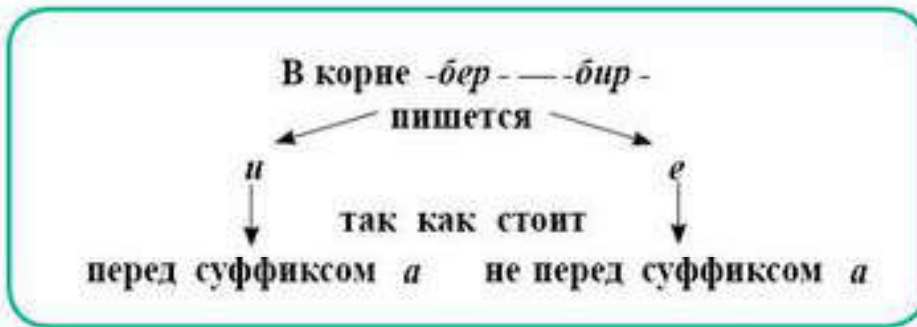 В корне -бер- — -бир-
пишется
и е
так как стоит
перед суффиксом а не перед суффиксом а